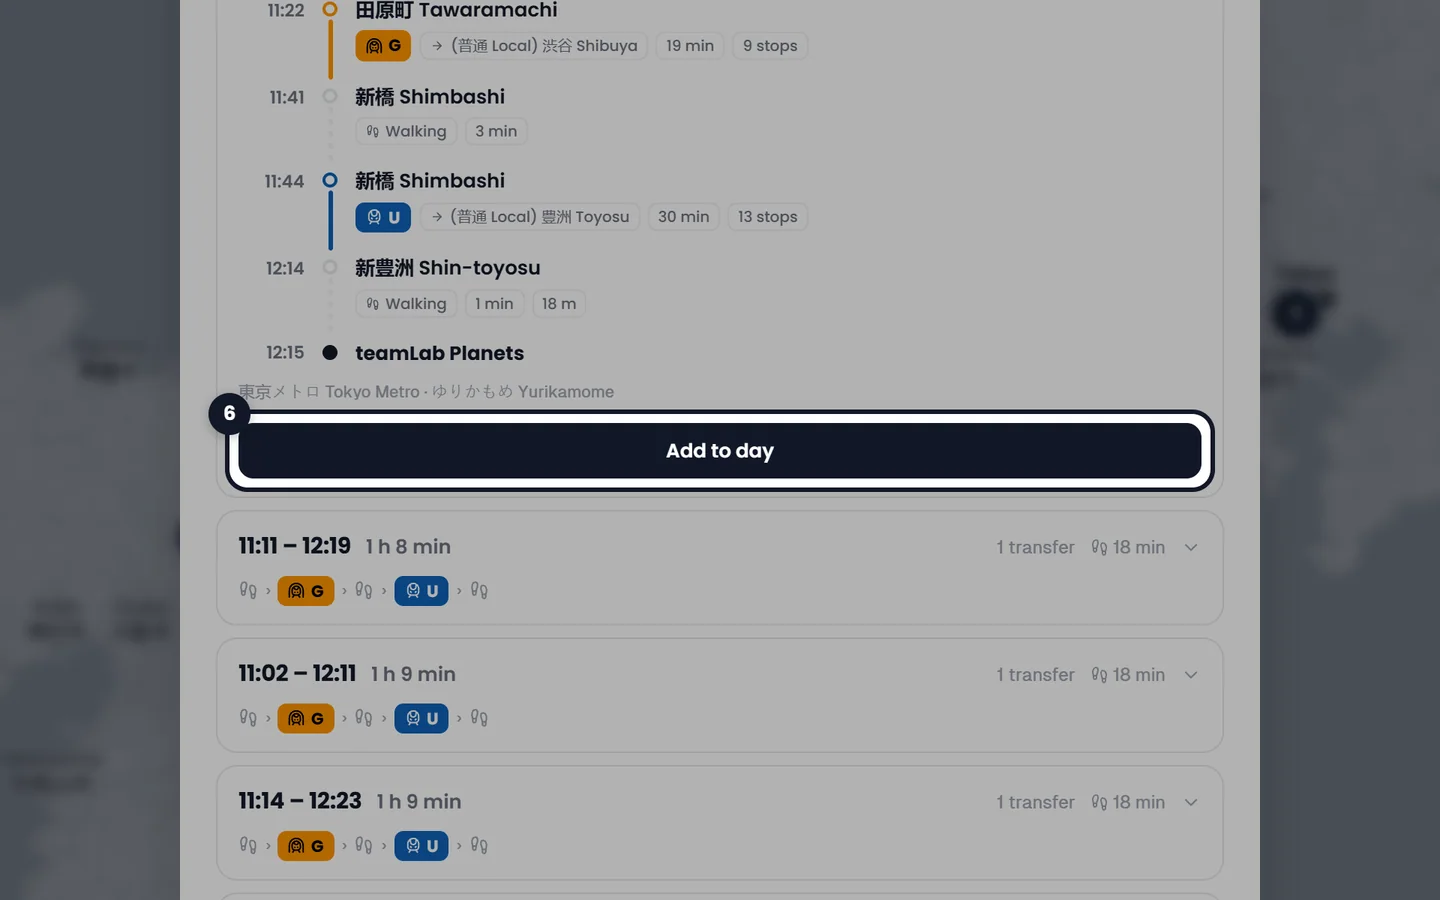 11:22 田原町 Tawaramachi
G → (普通 Local) 渋谷 Shibuya 19 min 9 stops
11:41 新橋 Shimbashi
Walking 3 min
11:44 新橋 Shimbashi
U → (普通 Local) 豊洲 Toyosu 30 min 13 stops
12:14 新豊洲 Shin-toyosu
Walking 1 min 18 m
12:15 teamLab Planets
東京メトロ Tokyo Metro · ゆりかもめ Yurikamome
6
Add to day
11:11 – 12:19 1 h 8 min 1 transfer 18 min
› G › › U ›
11:02 – 12:11 1 h 9 min 1 transfer 18 min
› G › › U ›
11:14 – 12:23 1 h 9 min 1 transfer 18 min
› G › › U ›